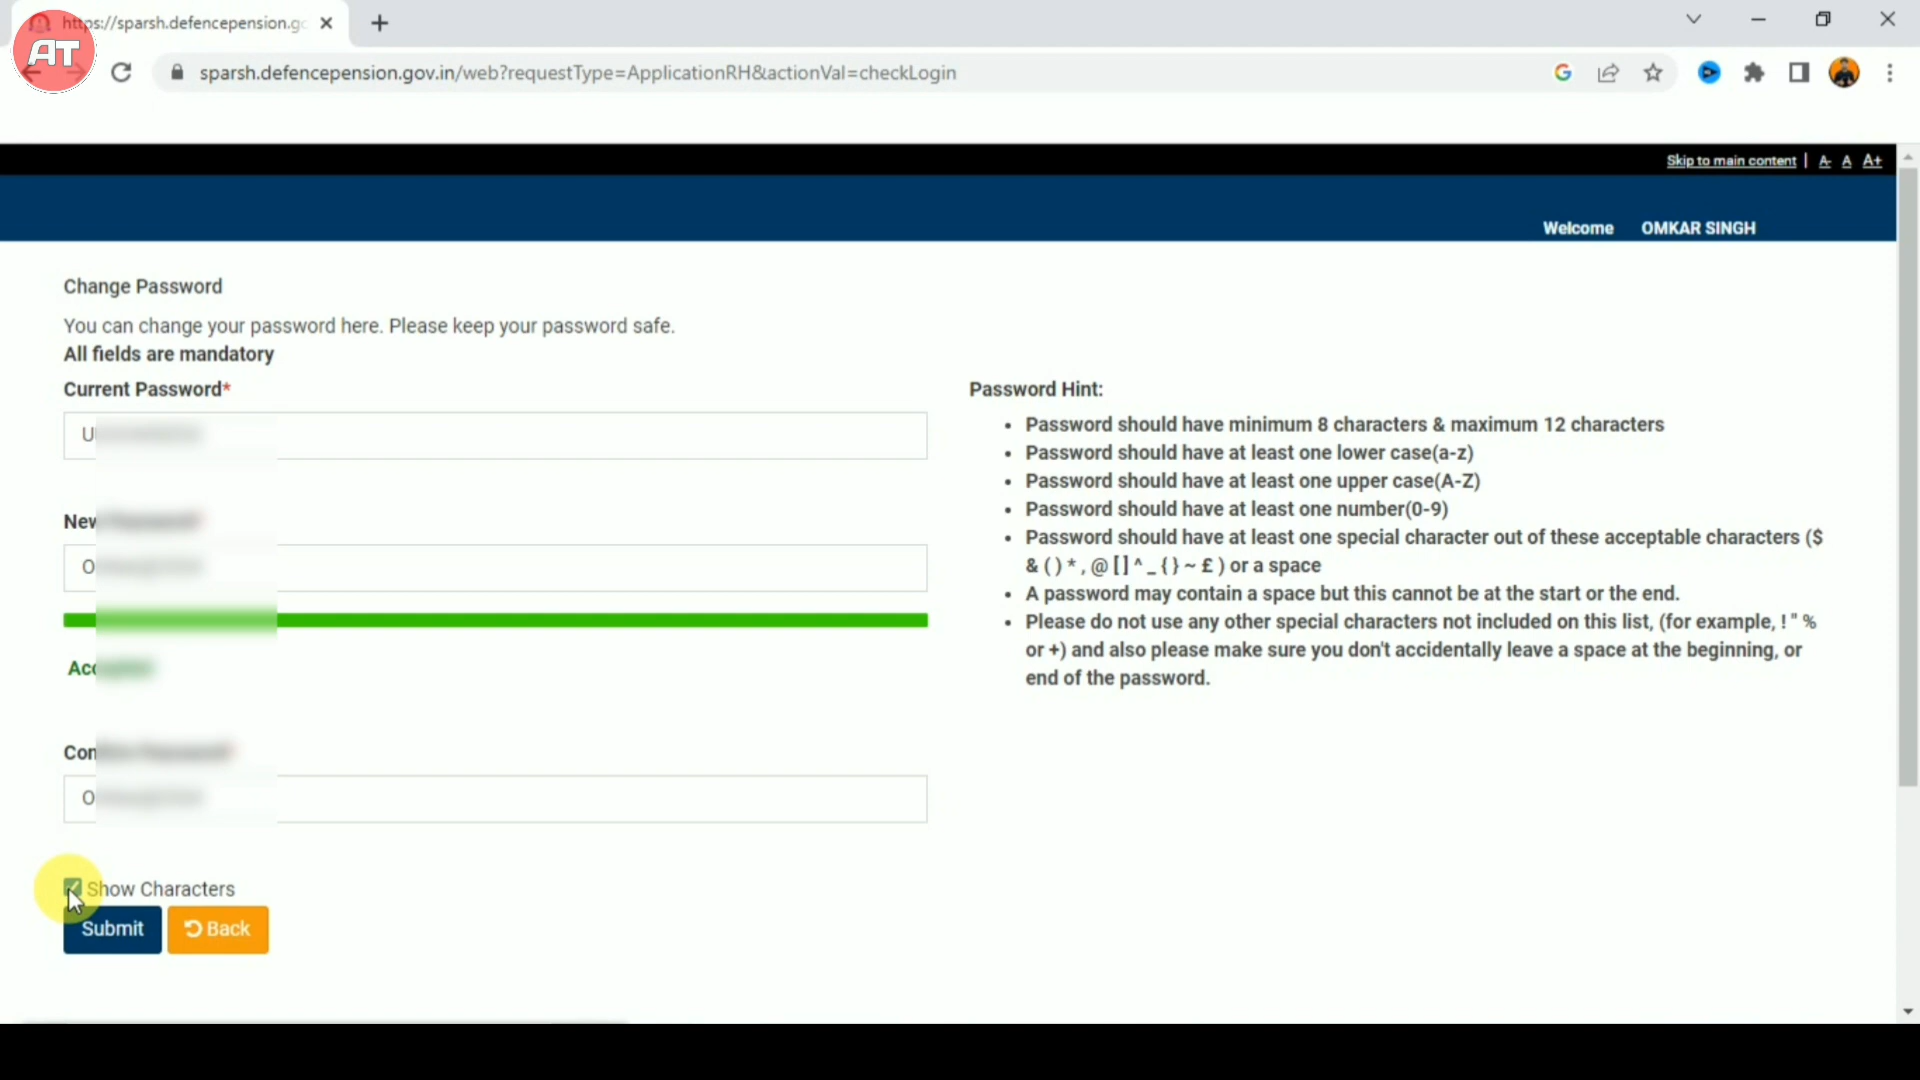 https://sparsh.defencepension.gc
AT
sparsh.defencepension.gov.in/web?requestType=ApplicationRH&actionVal=checkLogin
Skip to main content | A- A A+
Welcome OMKAR SINGH
Change Password
You can change your password here. Please keep your password safe.
All fields are mandatory
Current Password*
Password Hint:
• Password should have minimum 8 characters & maximum 12 characters
• Password should have at least one lower case(a-z)
• Password should have at least one upper case(A-Z)
• Password should have at least one number(0-9)
• Password should have at least one special character out of these acceptable characters ($
& ( ) * , @ [ ] ^ _ { } ~ £ ) or a space
• A password may contain a space but this cannot be at the start or the end.
• Please do not use any other special characters not included on this list, (for example, ! " %
or +) and also please make sure you don't accidentally leave a space at the beginning, or
end of the password.
New
Show Characters
Submit Back